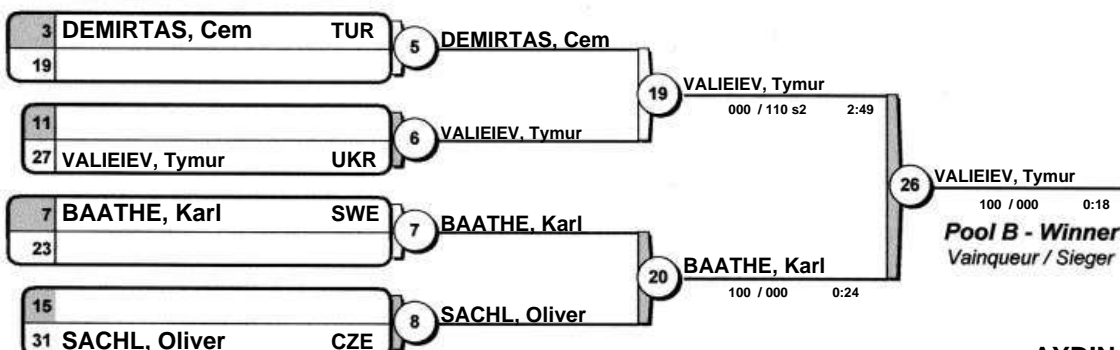 3 DEMIRTAS, Cem TUR
19
5
DEMIRTAS, Cem
11
27 VALIEIEV, Tymur UKR
6
VALIEIEV, Tymur
19
VALIEIEV, Tymur
000 / 110 s2 2:49
7 BAATHE, Karl SWE
23
7
BAATHE, Karl
15
31 SACHL, Oliver CZE
8
SACHL, Oliver
20
BAATHE, Karl
100 / 000 0:24
26
VALIEIEV, Tymur
100 / 000 0:18
Pool B - Winner
Vainqueur / Sieger